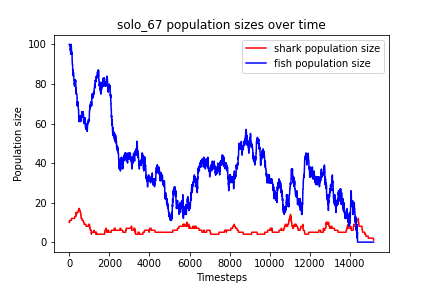 solo_67 population sizes over time
shark population size
fish population size
Population size
100
80
60
40
20
0
0 2000 4000 6000 8000 10000 12000 14000
Timesteps